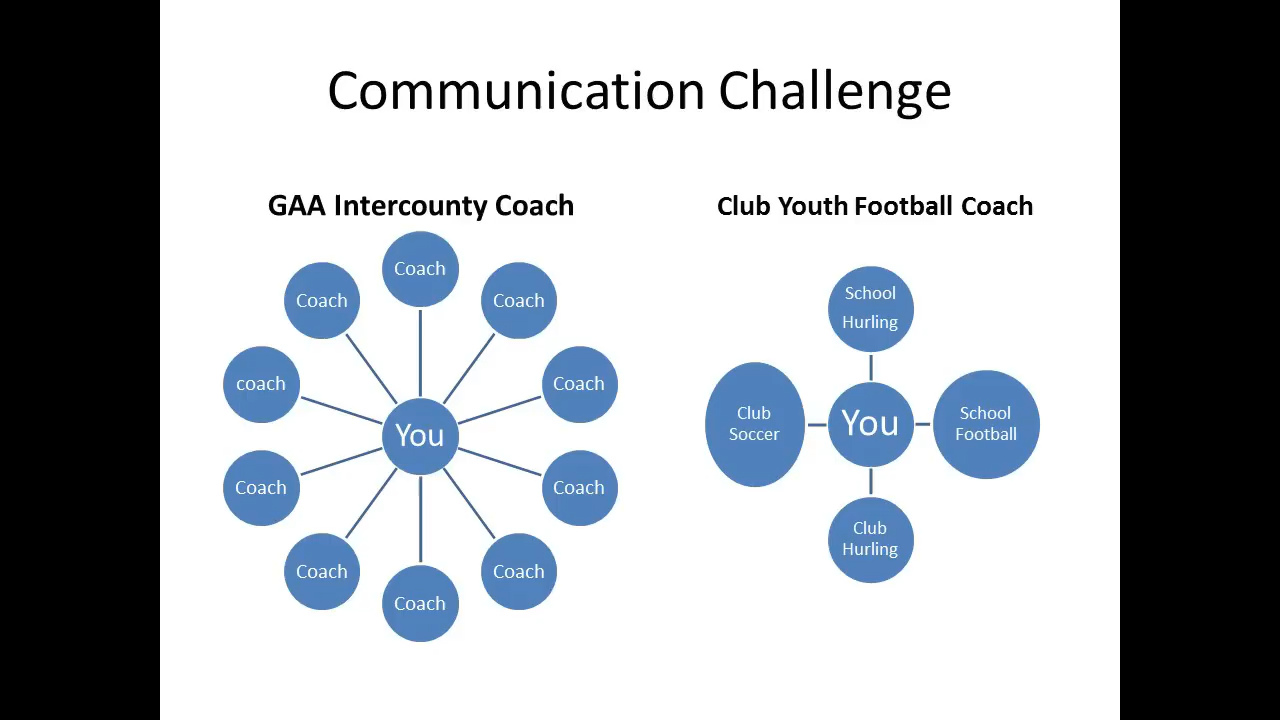 Communication Challenge
GAA Intercounty Coach
Coach
Coach
Coach
coach
Coach
You
Coach
Coach
Coach
Coach
Coach
Club Youth Football Coach
School
Hurling
Club
Soccer
You
School
Football
Club
Hurling